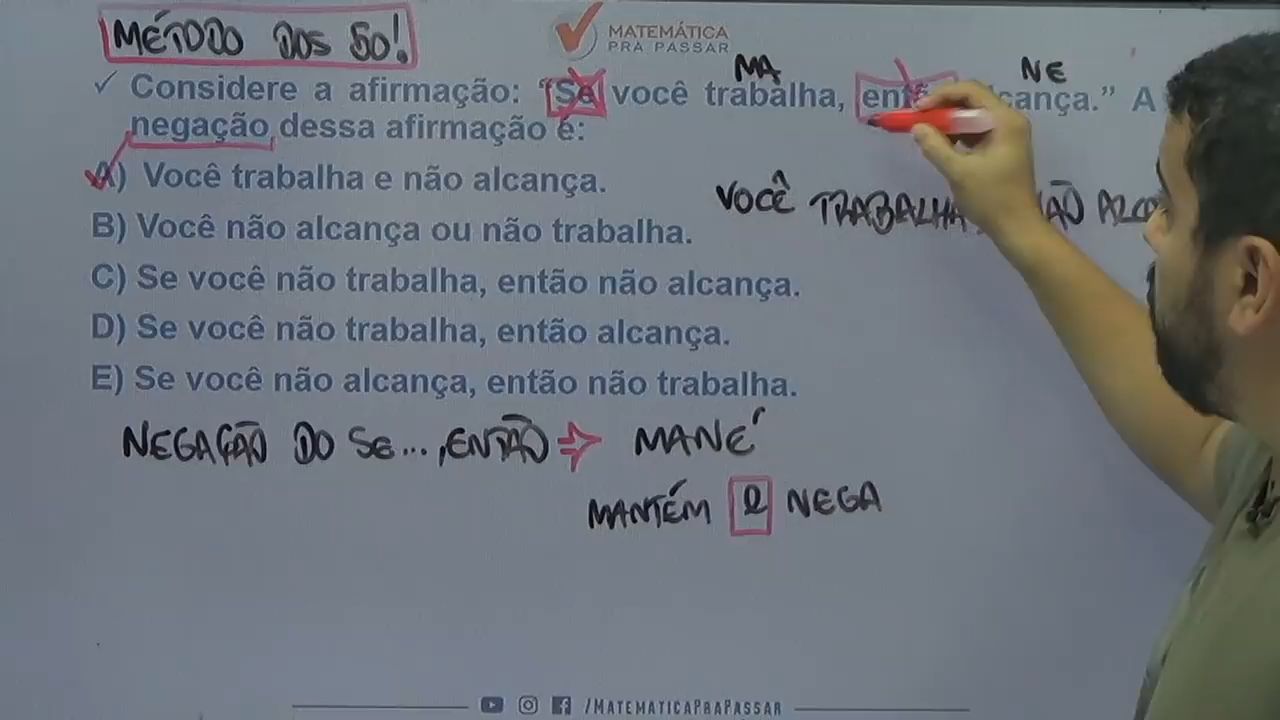 MÉTODO DOS 50!
MATEMÁTICA
PRA PASSAR
MA
NE
✓ Considere a afirmação: “Se você trabalha, então alcança.” A
negação dessa afirmação é:
A) Você trabalha e não alcança.
VOCÊ TRABALHA
B) Você não alcança ou não trabalha.
C) Se você não trabalha, então não alcança.
D) Se você não trabalha, então alcança.
E) Se você não alcança, então não trabalha.
NEGAÇÃO DO SE..., ENTÃO ⇒ MANÉ
MANTÉM e NEGA
/MATEMATICAPRAPASSAR